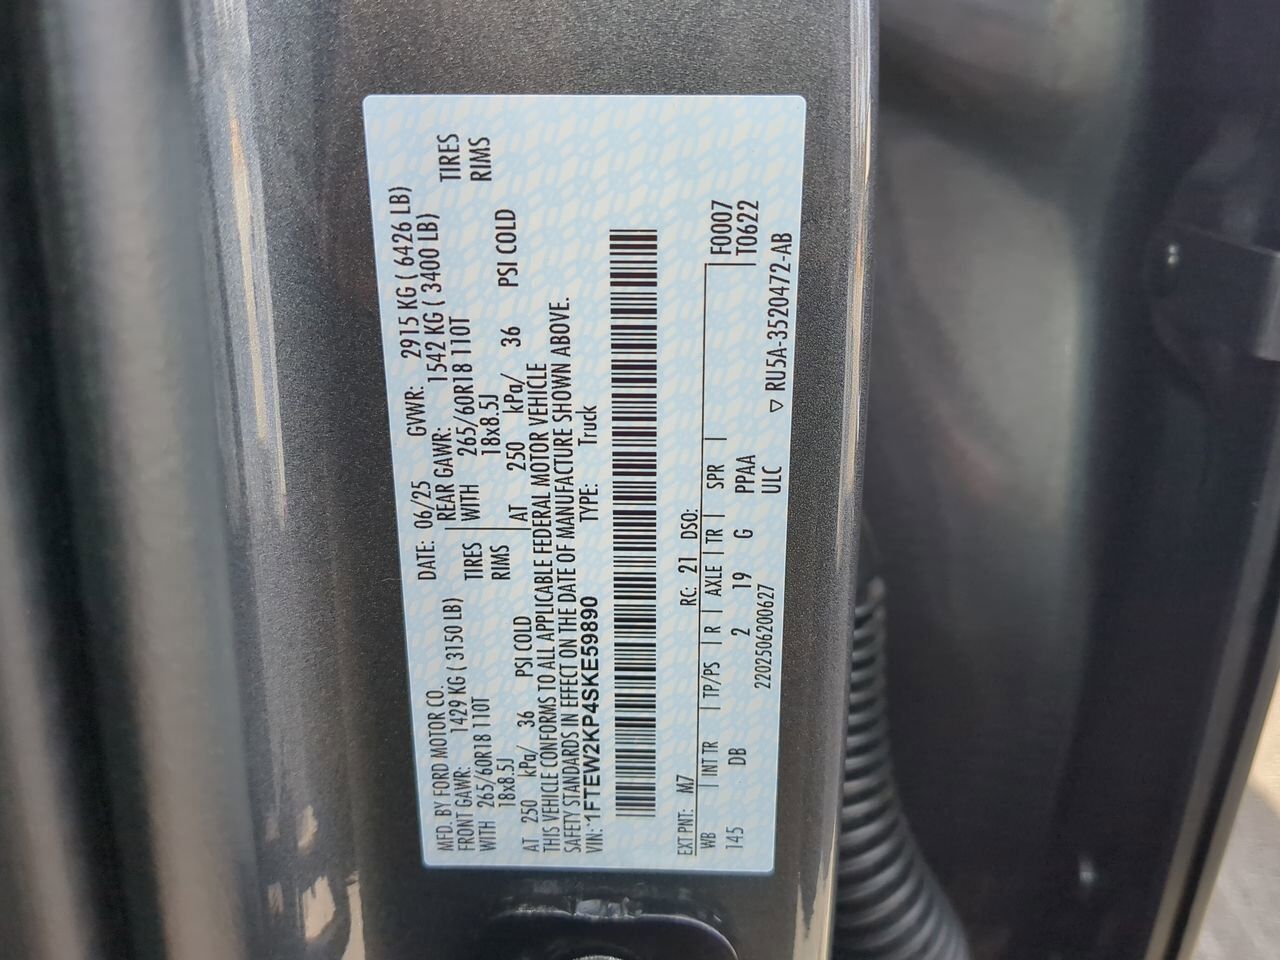 MFD. BY FORD MOTOR CO. DATE: 06/25 GVWR: 2915 KG ( 6426 LB)
FRONT GAWR: 1429 KG ( 3150 LB) REAR GAWR: 1542 KG ( 3400 LB)
WITH 265/60R18 110T TIRES WITH 265/60R18 110T TIRES
18x8.5J RIMS 18x8.5J RIMS
AT 250 kPa/ 36 PSI COLD AT 250 kPa/ 36 PSI COLD
THIS VEHICLE CONFORMS TO ALL APPLICABLE FEDERAL MOTOR VEHICLE
SAFETY STANDARDS IN EFFECT ON THE DATE OF MANUFACTURE SHOWN ABOVE.
VIN: 1FTEW2KP4SKE59890 TYPE: Truck
EXT PNT: M7 RC: 21 DSO:
WB INT TR TP/PS R AXLE TR SPR F0007
145 DB 2 19 G PPAA T0622
2202506200627 ULC ▽ RU5A-3520472-AB